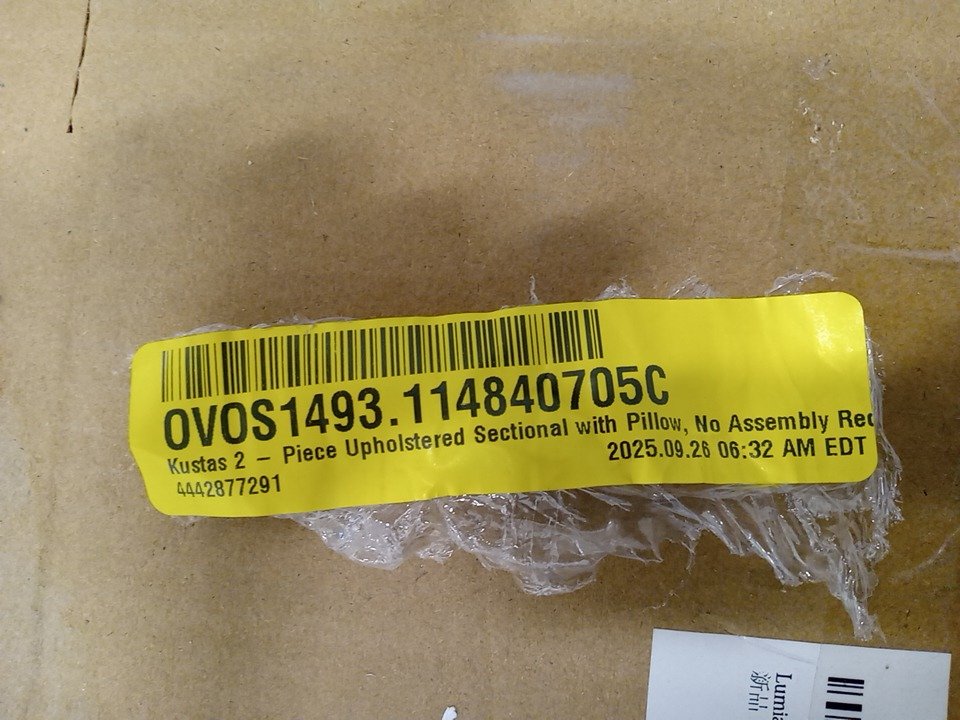 OVOS1493.114840705C
Kustas 2 – Piece Upholstered Sectional with Pillow, No Assembly Rec
2025.09.26 06:32 AM EDT
4442877291
Lumia